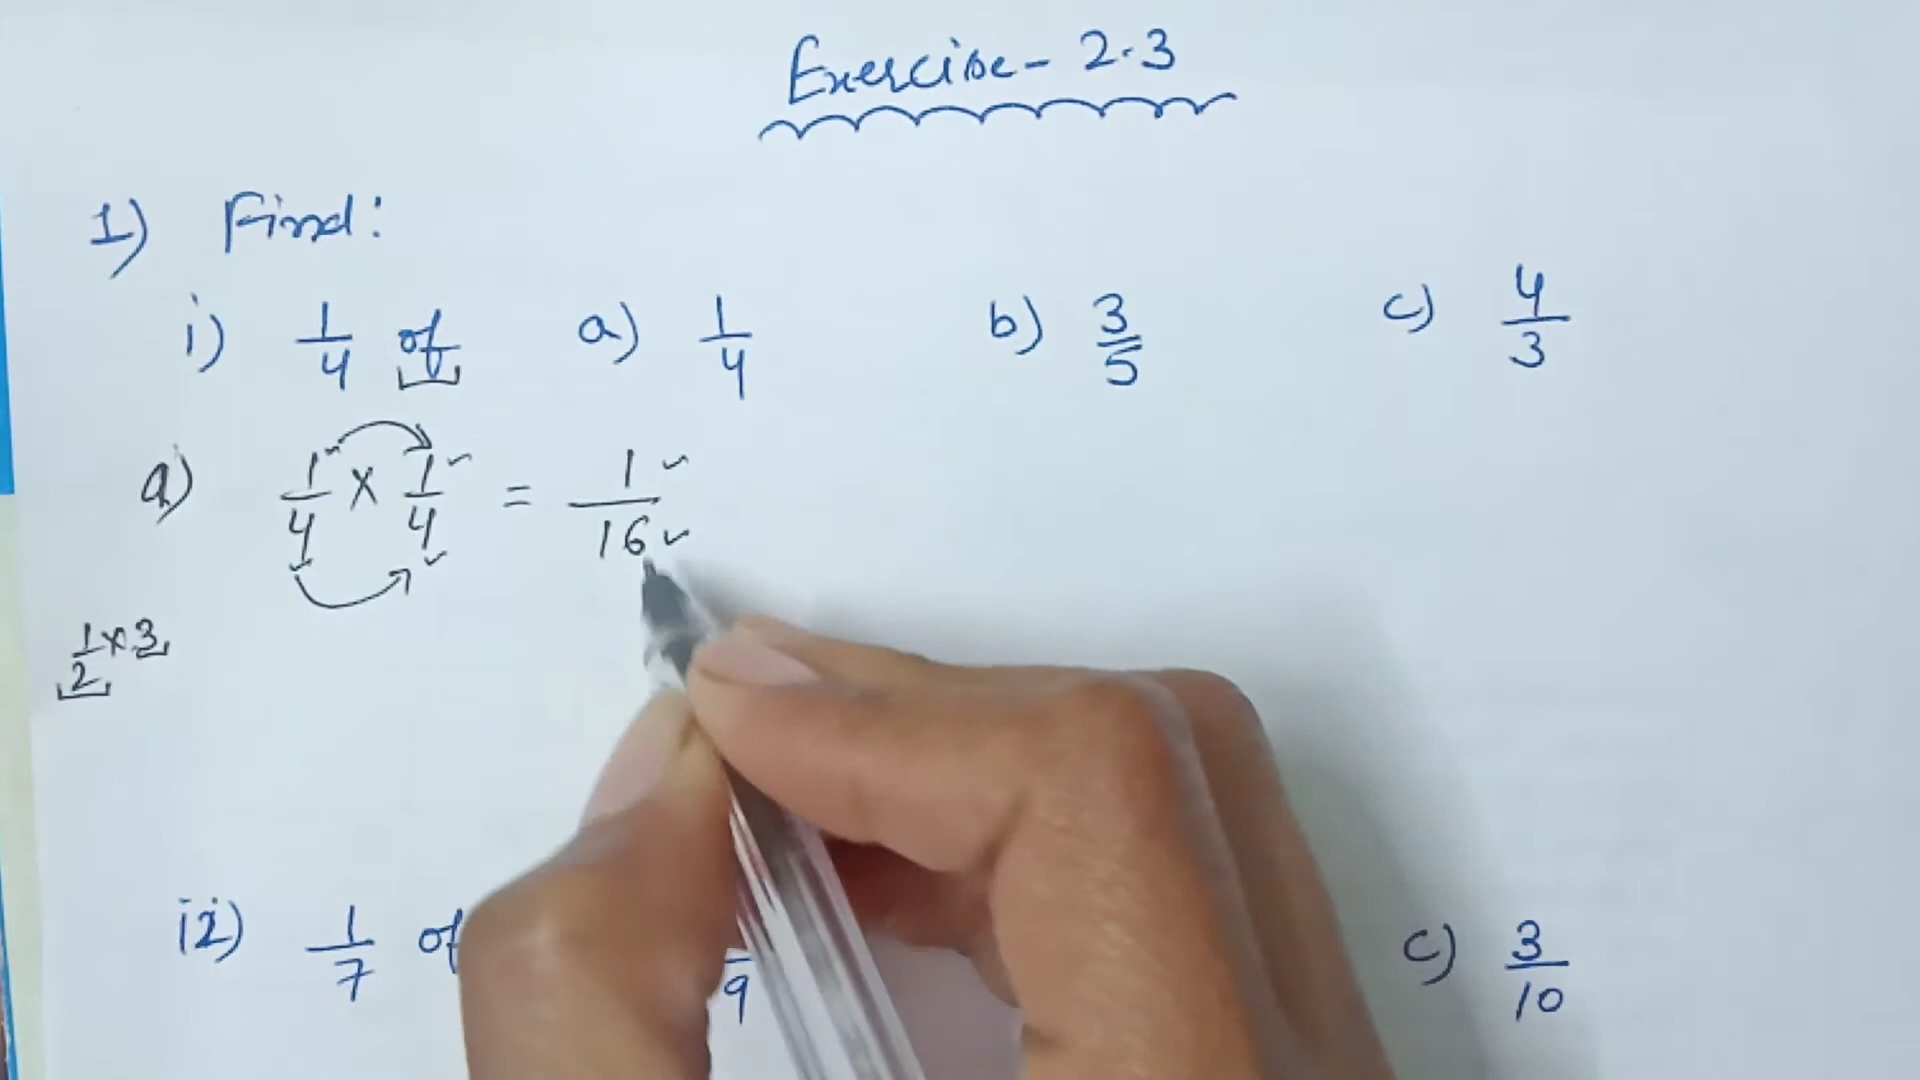 Exercise - 2.3
1) Find:
i) 1/4 of a) 1/4 b) 3/5 c) 4/3
a) 1/4 × 1/4 = 1/16
1/2 × 3
ii) 1/7 of 9 c) 3/10